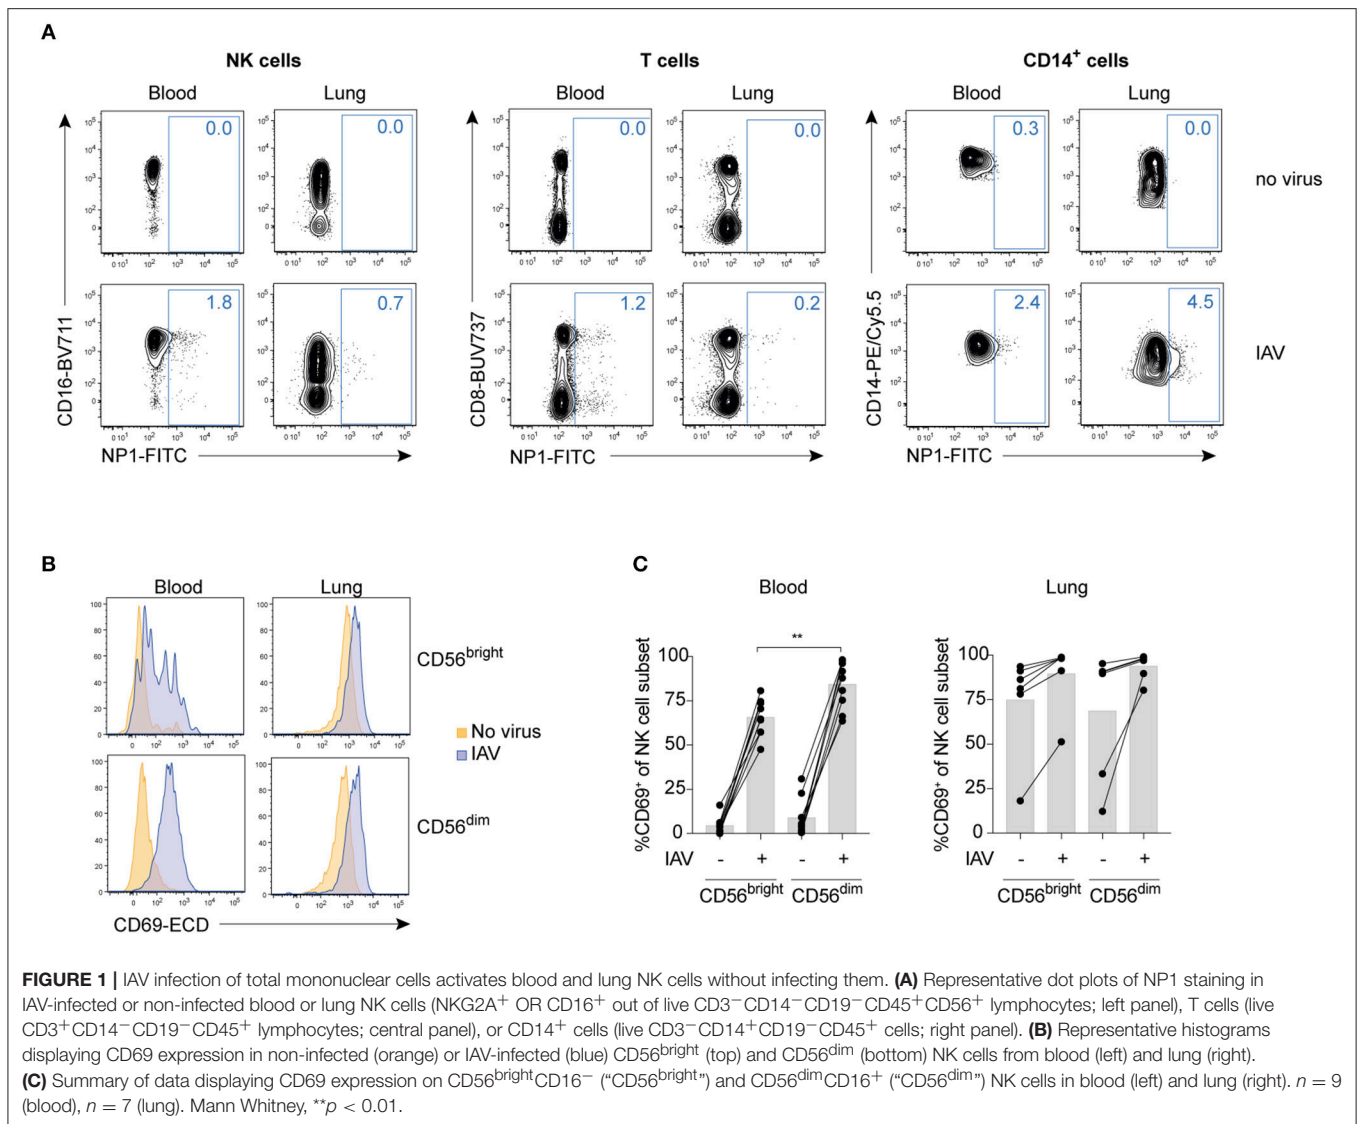 A
NK cells
T cells
CD14+ cells
Blood
Lung
Blood
Lung
Blood
Lung
0.0
0.0
0.0
0.0
0.3
0.0
no virus
1.8
0.7
1.2
0.2
2.4
4.5
IAV
CD16-BV711
CD8-BUV737
CD14-PE/Cy5.5
NP1-FITC
NP1-FITC
NP1-FITC
B
Blood
Lung
CD56bright
No virus
IAV
CD56dim
CD69-ECD
C
Blood
Lung
**
%CD69+ of NK cell subset
100
75
50
25
0
IAV - + - +
CD56bright CD56dim
%CD69+ of NK cell subset
100
75
50
25
0
IAV - + - +
CD56bright CD56dim
FIGURE 1 | IAV infection of total mononuclear cells activates blood and lung NK cells without infecting them. (A) Representative dot plots of NP1 staining in
IAV-infected or non-infected blood or lung NK cells (NKG2A+ OR CD16+ out of live CD3−CD14−CD19−CD45+CD56+ lymphocytes; left panel), T cells (live
CD3+CD14−CD19−CD45+ lymphocytes; central panel), or CD14+ cells (live CD3−CD14+CD19−CD45+ cells; right panel). (B) Representative histograms
displaying CD69 expression in non-infected (orange) or IAV-infected (blue) CD56bright (top) and CD56dim (bottom) NK cells from blood (left) and lung (right).
(C) Summary of data displaying CD69 expression on CD56brightCD16− (“CD56bright”) and CD56dimCD16+ (“CD56dim”) NK cells in blood (left) and lung (right). n = 9
(blood), n = 7 (lung). Mann Whitney, **p < 0.01.